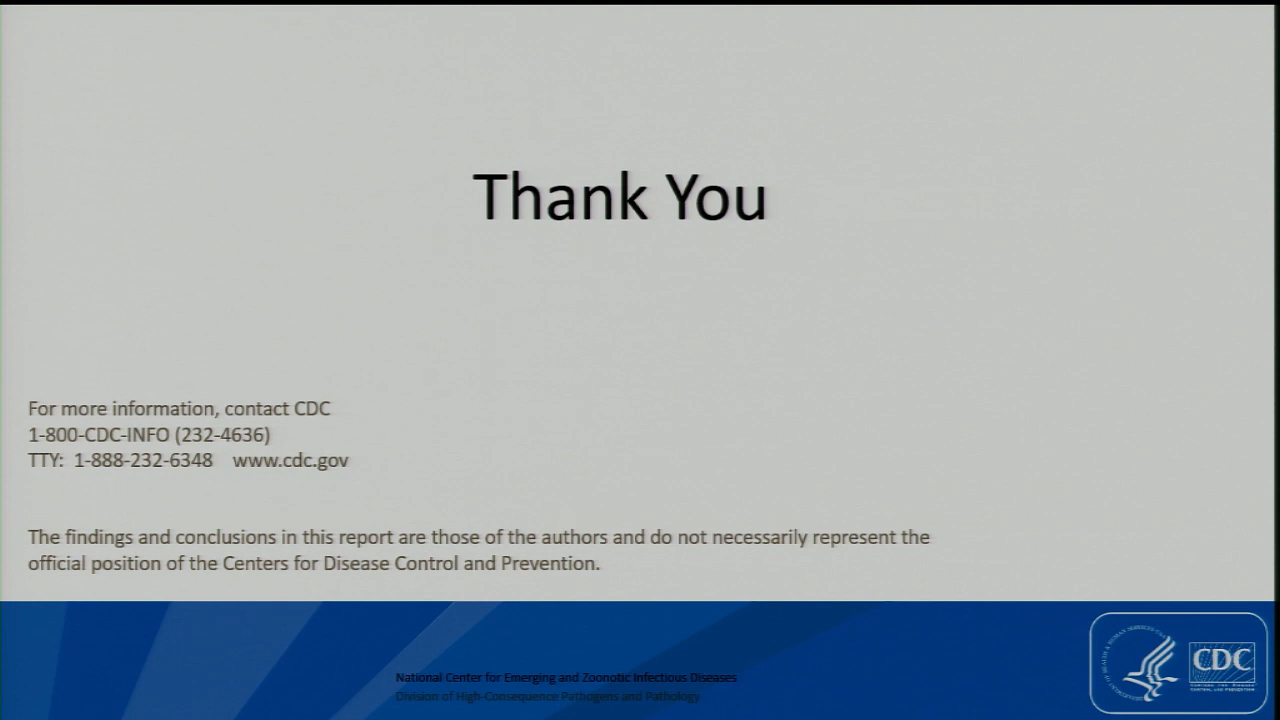 Thank You
For more information, contact CDC
1-800-CDC-INFO (232-4636)
TTY: 1-888-232-6348 www.cdc.gov
The findings and conclusions in this report are those of the authors and do not necessarily represent the
official position of the Centers for Disease Control and Prevention.
National Center for Emerging and Zoonotic Infectious Diseases
Division of High-Consequence Pathogens and Pathology
CDC